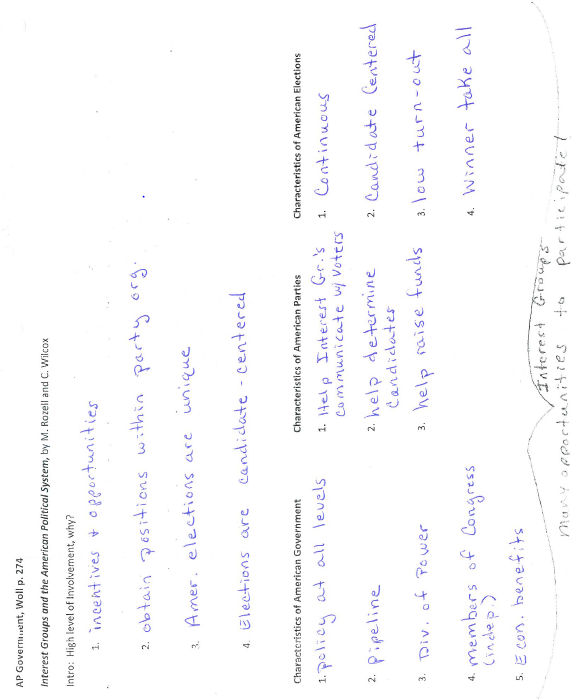 AP Government, Woll p. 274
Interest Groups and the American Political System, by M. Rozell and C. Wilcox
Intro: High level of Involvement, why?
1. incentives + opportunities
2. obtain positions within party org.
3. Amer. elections are unique
4. Elections are candidate-centered
Characteristics of American Government
1. policy at all levels
2. Pipeline
3. Div. of Power
4. members of Congress
(indep.)
5. Econ. benefits
Characteristics of American Parties
1. Help Interest Gr.'s
communicate w/ Voters
2. help determine
Candidates
3. help raise funds
Characteristics of American Elections
1. Continuous
2. Candidate Centered
3. low turn-out
4. Winner take all
Interest Groups
many opportunities to participate!